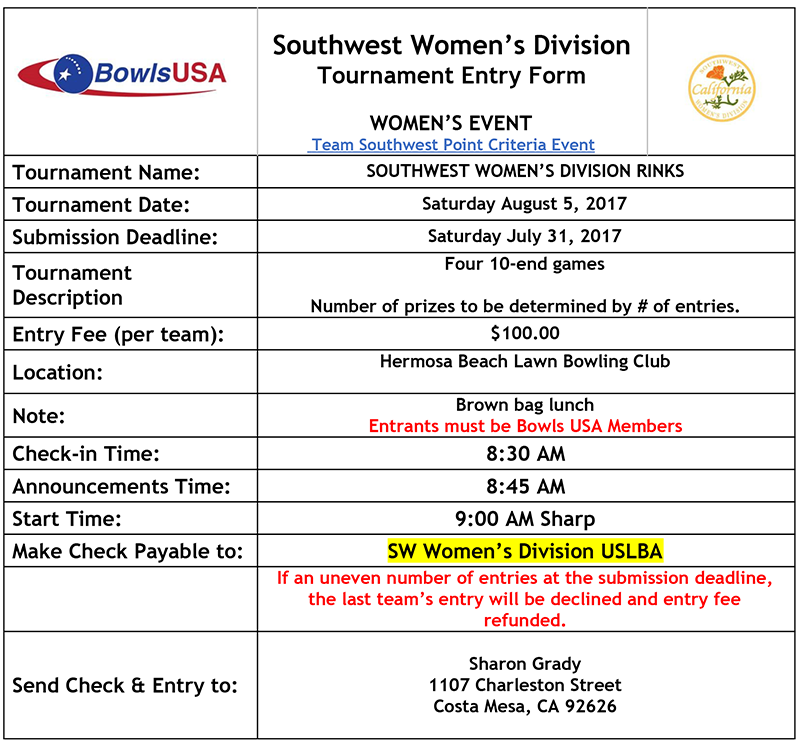 BowlsUSA
Southwest Women's Division
Tournament Entry Form
WOMEN'S EVENT
Team Southwest Point Criteria Event
SOUTHWEST
California
WOMEN'S DIVISION
Tournament Name:
SOUTHWEST WOMEN'S DIVISION RINKS
Tournament Date:
Saturday August 5, 2017
Submission Deadline:
Saturday July 31, 2017
Tournament
Description
Four 10-end games
Number of prizes to be determined by # of entries.
Entry Fee (per team):
$100.00
Location:
Hermosa Beach Lawn Bowling Club
Note:
Brown bag lunch
Entrants must be Bowls USA Members
Check-in Time:
8:30 AM
Announcements Time:
8:45 AM
Start Time:
9:00 AM Sharp
Make Check Payable to:
SW Women's Division USLBA
If an uneven number of entries at the submission deadline,
the last team's entry will be declined and entry fee
refunded.
Send Check & Entry to:
Sharon Grady
1107 Charleston Street
Costa Mesa, CA 92626